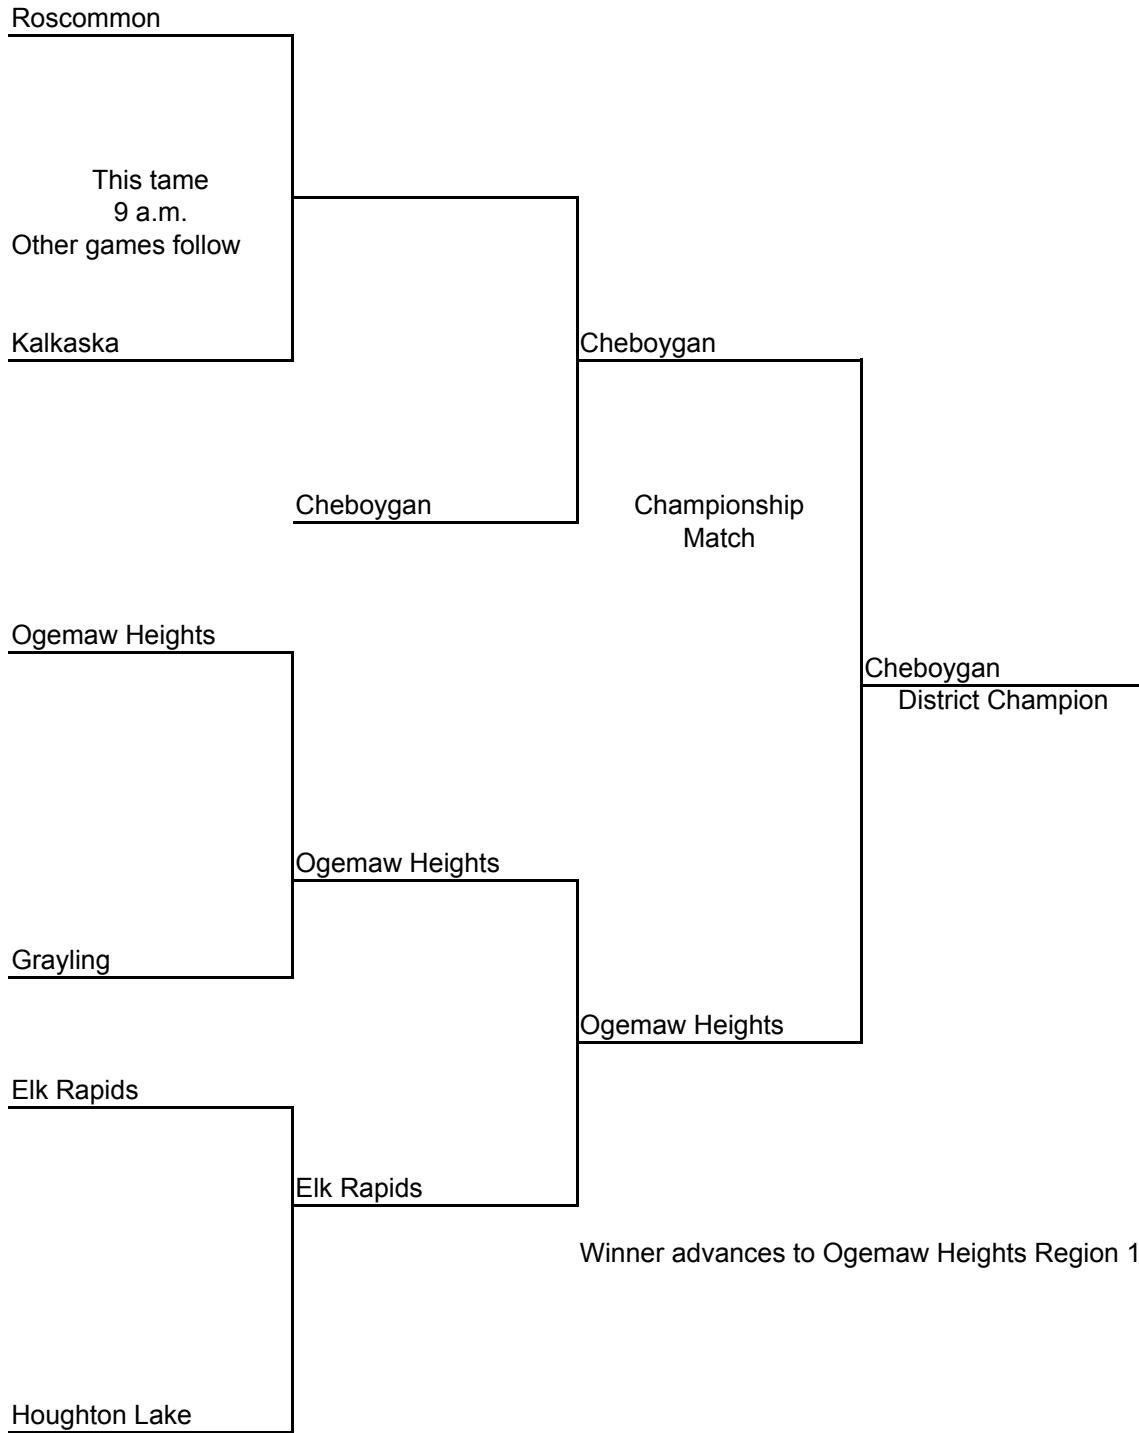 Roscommon
This tame
9 a.m.
Other games follow
Kalkaska
Cheboygan
Cheboygan
Championship
Match
Ogemaw Heights
Cheboygan
District Champion
Ogemaw Heights
Grayling
Ogemaw Heights
Elk Rapids
Elk Rapids
Winner advances to Ogemaw Heights Region 1
Houghton Lake